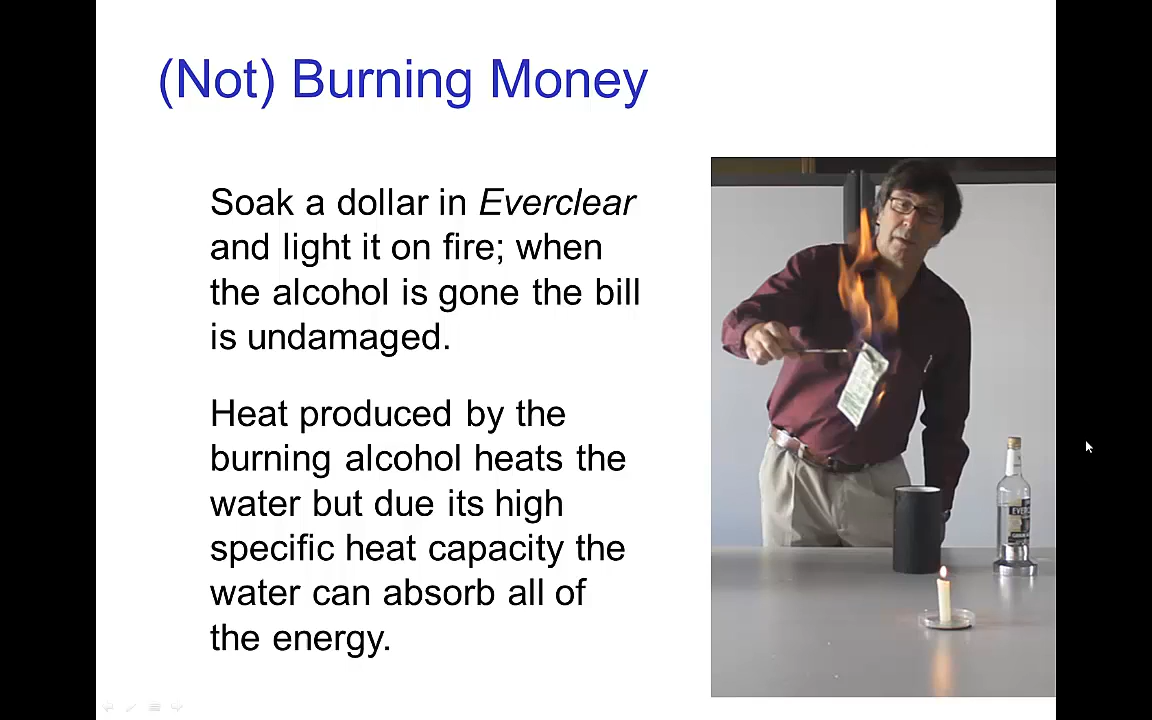 (Not) Burning Money
Soak a dollar in Everclear
and light it on fire; when
the alcohol is gone the bill
is undamaged.
Heat produced by the
burning alcohol heats the
water but due its high
specific heat capacity the
water can absorb all of
the energy.